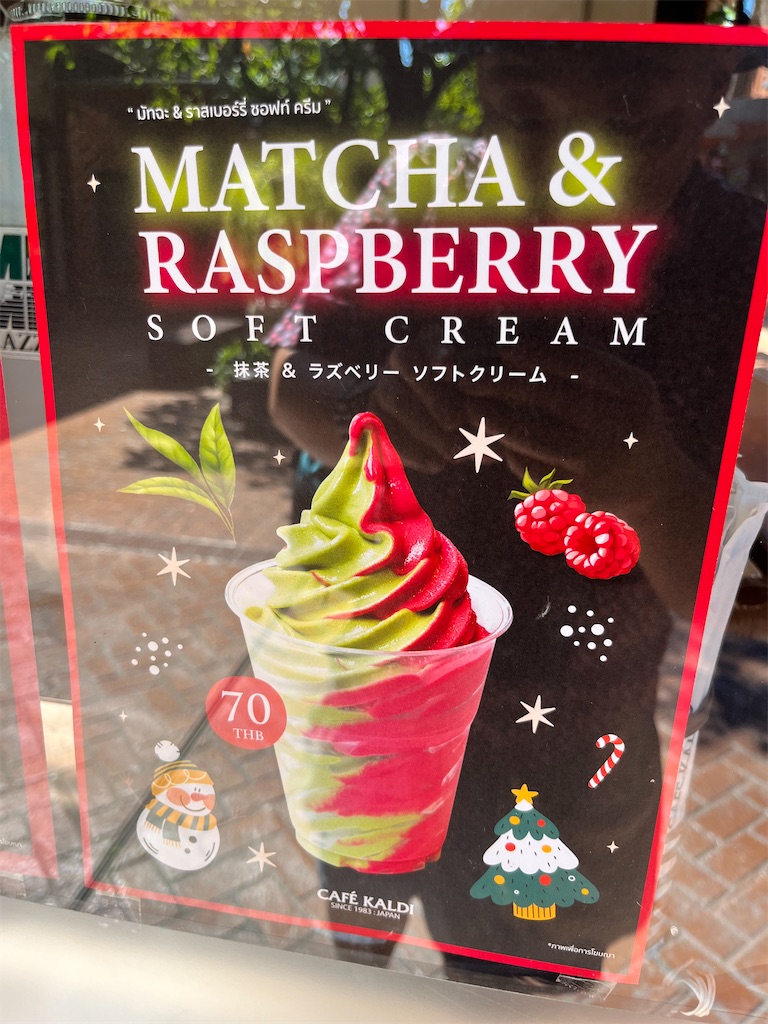 “ มัทฉะ & ราสเบอร์รี่ ซอฟท์ ครีม ”
MATCHA &
RASPBERRY
SOFT CREAM
- 抹茶 & ラズベリー ソフトクリーム -
70
THB
CAFÉ KALDI
SINCE 1983 : JAPAN
*ภาพเพื่อการโฆษณา